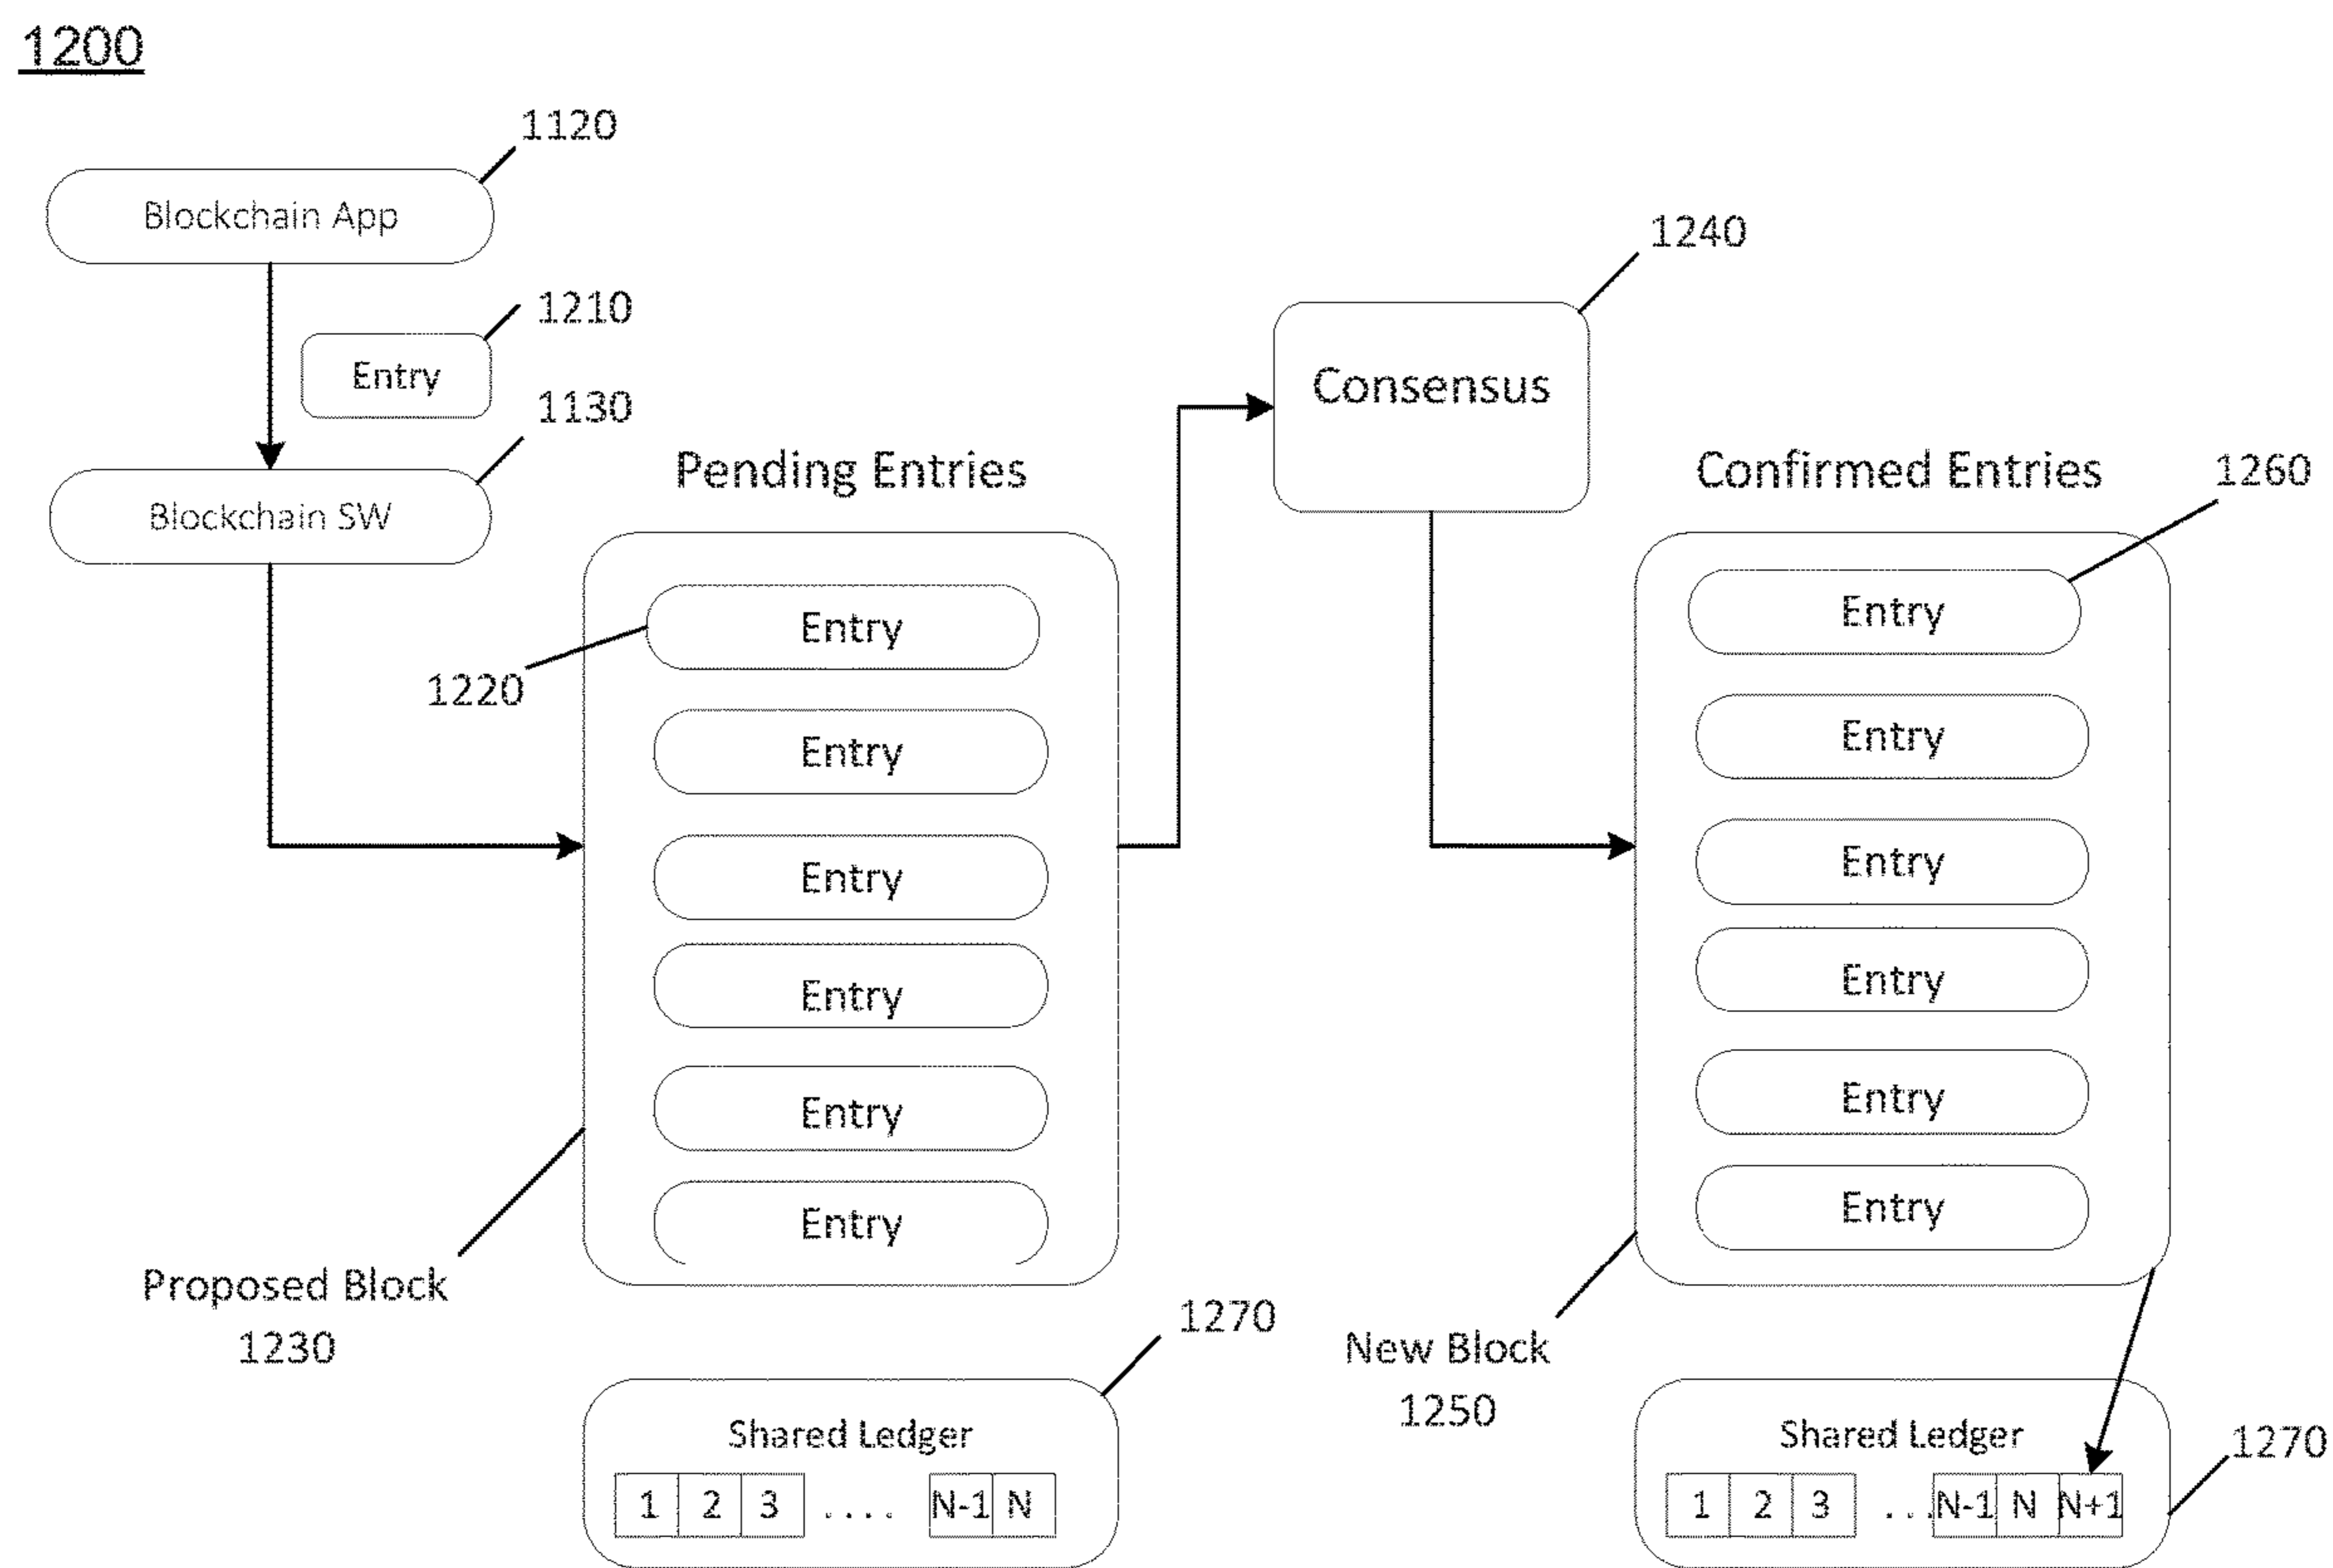 1200
1120
Blockchain App
1210
Entry
1130
Blockchain SW
Pending Entries
Entry
1220
Entry
Entry
Entry
Entry
Entry
Proposed Block
1230
1270
Shared Ledger
1 2 3 .... N-1 N
1240
Consensus
Confirmed Entries
1260
Entry
Entry
Entry
Entry
Entry
Entry
New Block
1250
Shared Ledger
1270
1 2 3 ... N-1 N N+1